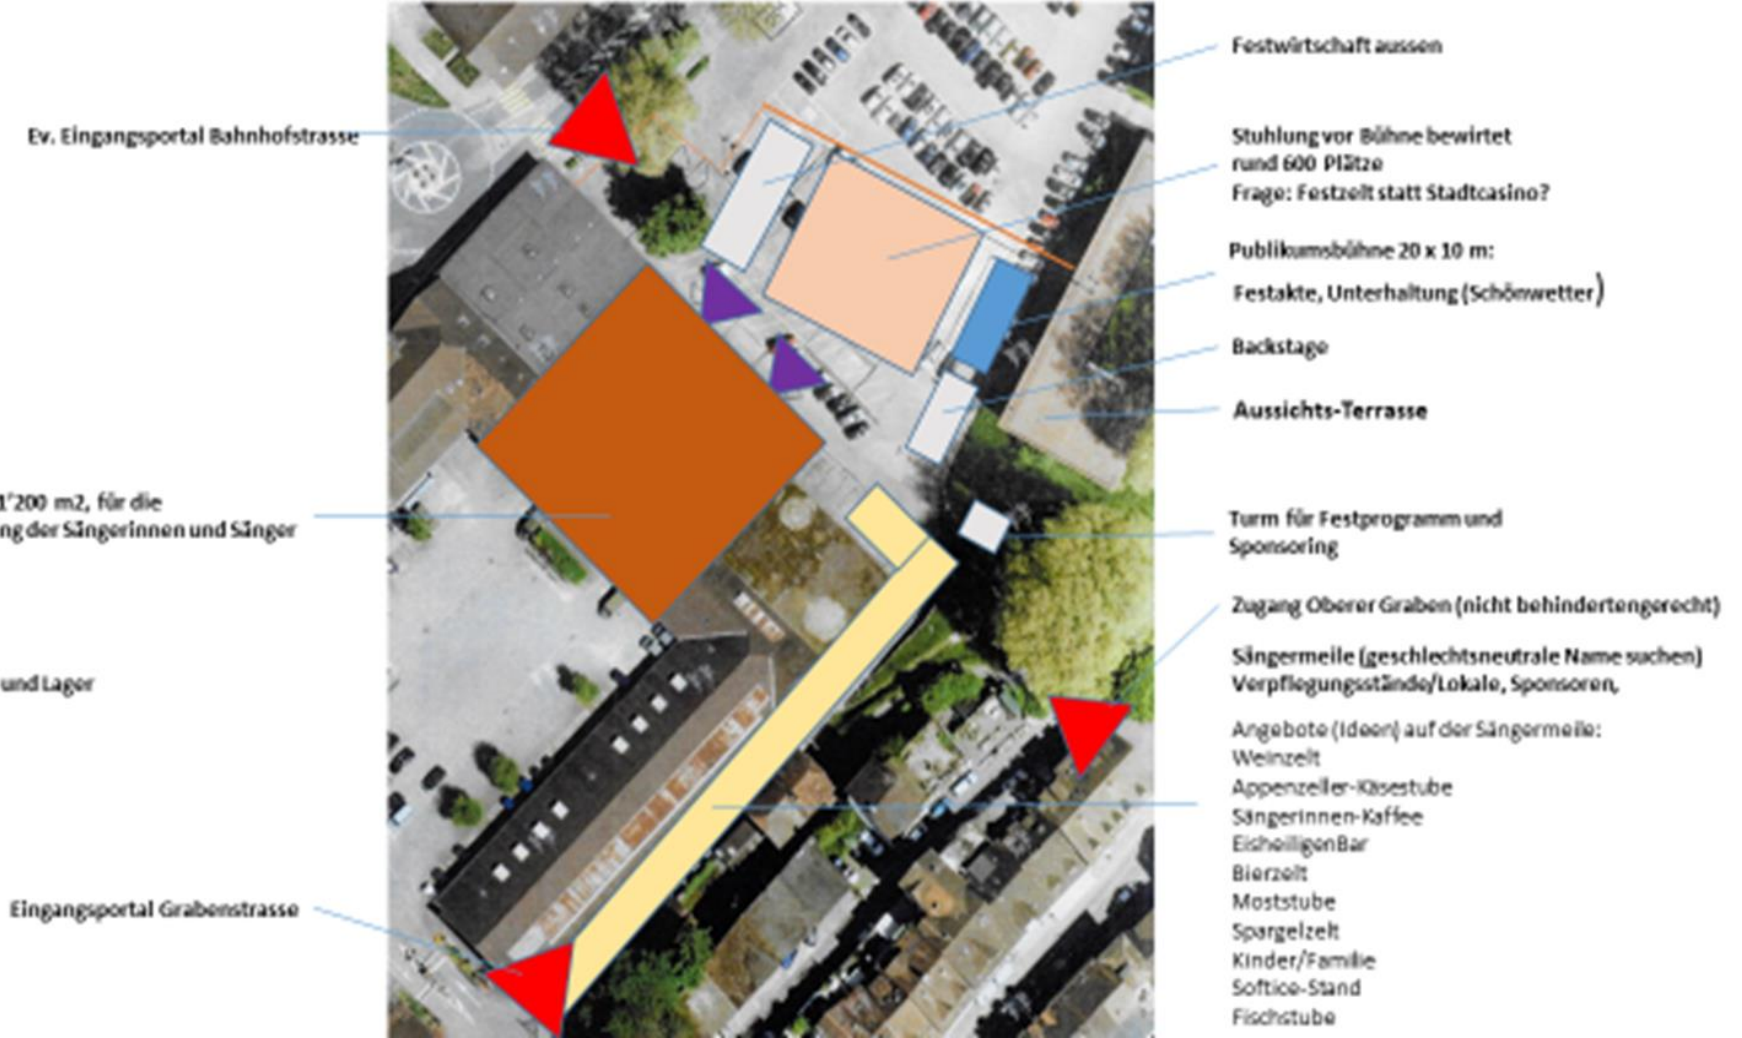 Ev. Eingangsportal Bahnhofstrasse
1'200 m2, für die
ng der Sängerinnen und Sänger
und Lager
Eingangsportal Grabenstrasse
Festwirtschaft aussen
Stuhlung vor Bühne bewirtet
rund 600 Plätze
Frage: Festzelt statt Stadtcasino?
Publikumsbühne 20 x 10 m:
Festakte, Unterhaltung (Schönwetter)
Backstage
Aussichts-Terrasse
Turm für Festprogramm und
Sponsoring
Zugang Oberer Graben (nicht behindertengerecht)
Sängermeile (geschlechtsneutrale Name suchen)
Verpflegungsstände/Lokale, Sponsoren,
Angebote (Ideen) auf der Sängermeile:
Weinzelt
Appenzeller-Käsestube
Sängerinnen-Kaffee
EisheiligenBar
Bierzelt
Moststube
Spargelzelt
Kinder/Familie
Softice-Stand
Fischstube